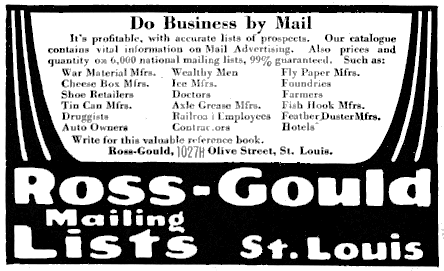 Do Business by Mail
It's profitable, with accurate lists of prospects. Our catalogue
contains vital information on Mail Advertising. Also prices and
quantity on 6,000 national mailing lists, 99% guaranteed. Such as:
War Material Mfrs. Wealthy Men Fly Paper Mfrs.
Cheese Box Mfrs. Ice Mfrs. Foundries
Shoe Retailers Doctors Farmers
Tin Can Mfrs. Axle Grease Mfrs. Fish Hook Mfrs.
Druggists Railroad Employees Feather Duster Mfrs.
Auto Owners Contractors Hotels
Write for this valuable reference book.
Ross-Gould, 1027H Olive Street, St. Louis.
Ross-Gould
Mailing
Lists St. Louis